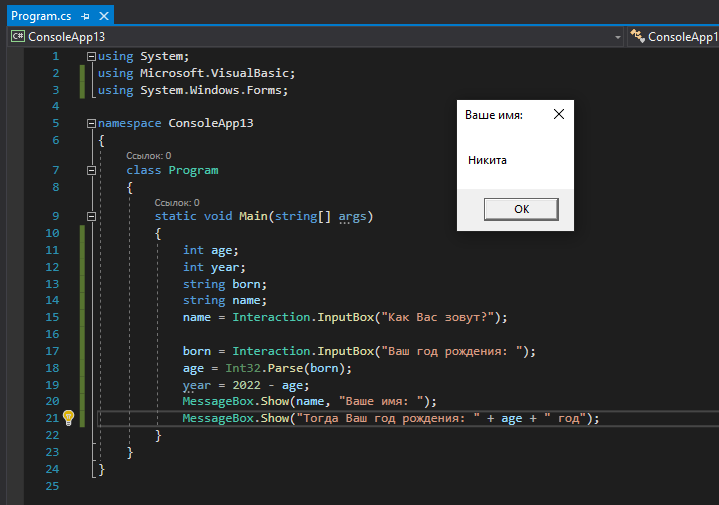 Program.cs
ConsoleApp13
ConsoleApp1
1 using System;
2 using Microsoft.VisualBasic;
3 using System.Windows.Forms;
4
5 namespace ConsoleApp13
6 {
Ссылок: 0
7 class Program
8 {
Ссылок: 0
9 static void Main(string[] args)
10 {
11 int age;
12 int year;
13 string born;
14 string name;
15 name = Interaction.InputBox("Как Вас зовут?");
16
17 born = Interaction.InputBox("Ваш год рождения: ");
18 age = Int32.Parse(born);
19 year = 2022 - age;
20 MessageBox.Show(name, "Ваше имя: ");
21 MessageBox.Show("Тогда Ваш год рождения: " + age + " год");
22 }
23 }
24 }
25
Ваше имя:
Никита
OK